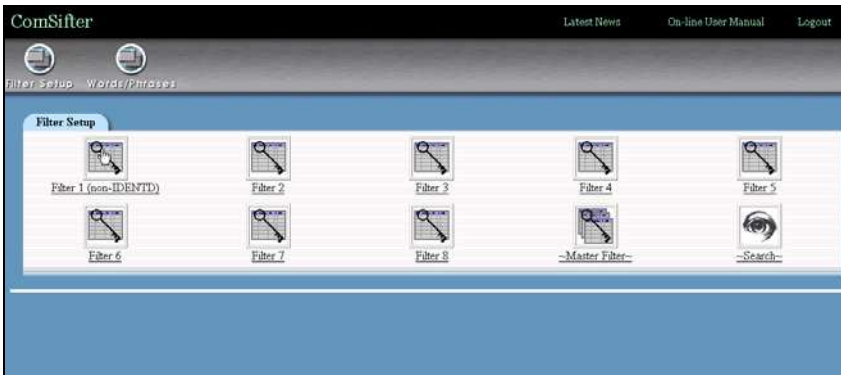 ComSifter Latest News On-line User Manual Logout
Filter Setup Words/Phrases
Filter Setup
Filter 1 (non-IDENTD) Filter 2 Filter 3 Filter 4 Filter 5
Filter 6 Filter 7 Filter 8 ~Master Filter~ ~Search~